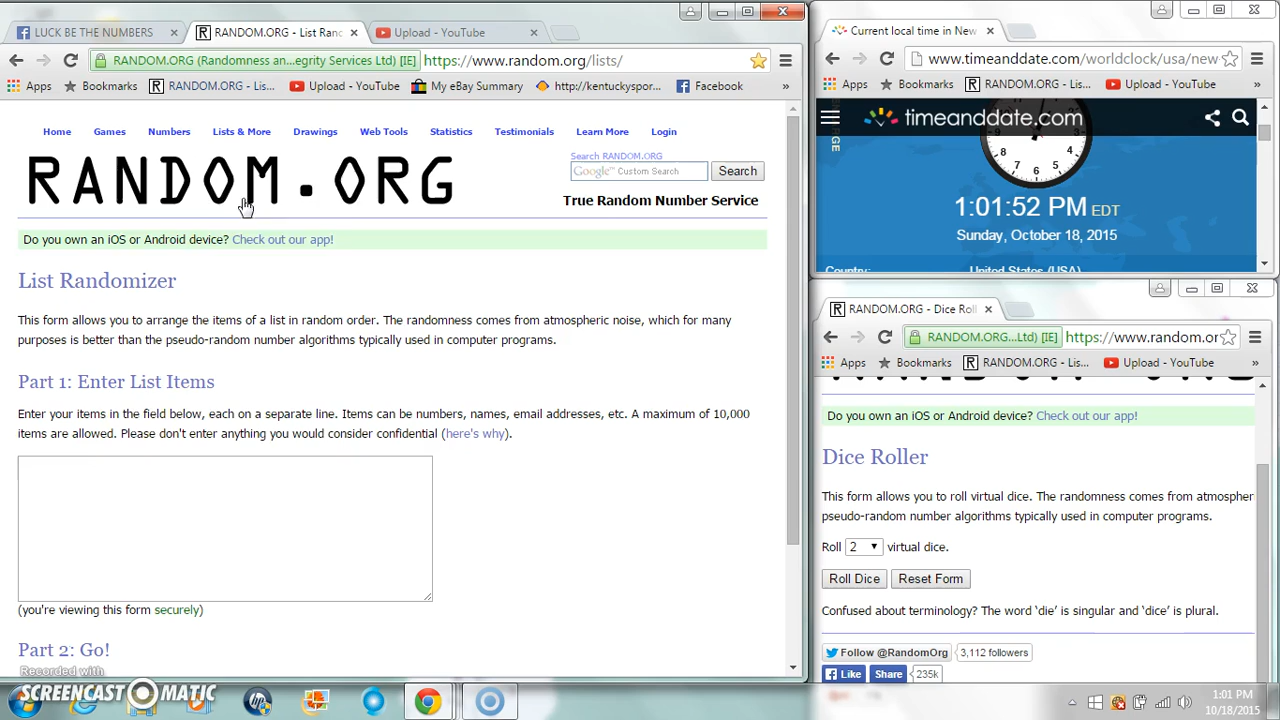 LUCK BE THE NUMBERS
RANDOM.ORG - List Ranc
Upload - YouTube
RANDOM.ORG (Randomness an...egrity Services Ltd) [IE]
https://www.random.org/lists/
Apps
Bookmarks
RANDOM.ORG - Lis...
Upload - YouTube
My eBay Summary
http://kentuckyspor...
Facebook
»
Home
Games
Numbers
Lists & More
Drawings
Web Tools
Statistics
Testimonials
Learn More
Login
RANDOM.ORG
Search RANDOM.ORG
Google™ Custom Search
Search
True Random Number Service
Do you own an iOS or Android device? Check out our app!
List Randomizer
This form allows you to arrange the items of a list in random order. The randomness comes from atmospheric noise, which for many
purposes is better than the pseudo-random number algorithms typically used in computer programs.
Part 1: Enter List Items
Enter your items in the field below, each on a separate line. Items can be numbers, names, email addresses, etc. A maximum of 10,000
items are allowed. Please don't enter anything you would consider confidential (here's why).
(you're viewing this form securely)
Part 2: Go!
Recorded with
SCREENCAST-O-MATIC
Current local time in New
https://www.timeanddate.com/worldclock/usa/new
Apps
Bookmarks
RANDOM.ORG - Lis...
Upload - YouTube
»
timeanddate.com
9
3
8
4
7
6
5
1:01:52 PM EDT
Sunday, October 18, 2015
Country:
United States (USA)
RANDOM.ORG - Dice Roll
RANDOM.ORG...Ltd) [IE]
https://www.random.or
Apps
Bookmarks
RANDOM.ORG - Lis...
Upload - YouTube
»
Do you own an iOS or Android device? Check out our app!
Dice Roller
This form allows you to roll virtual dice. The randomness comes from atmospher
pseudo-random number algorithms typically used in computer programs.
Roll 2 virtual dice.
Roll Dice
Reset Form
Confused about terminology? The word ‘die’ is singular and ‘dice’ is plural.
Follow @RandomOrg
3,112 followers
Like
Share
235k
1:01 PM
10/18/2015